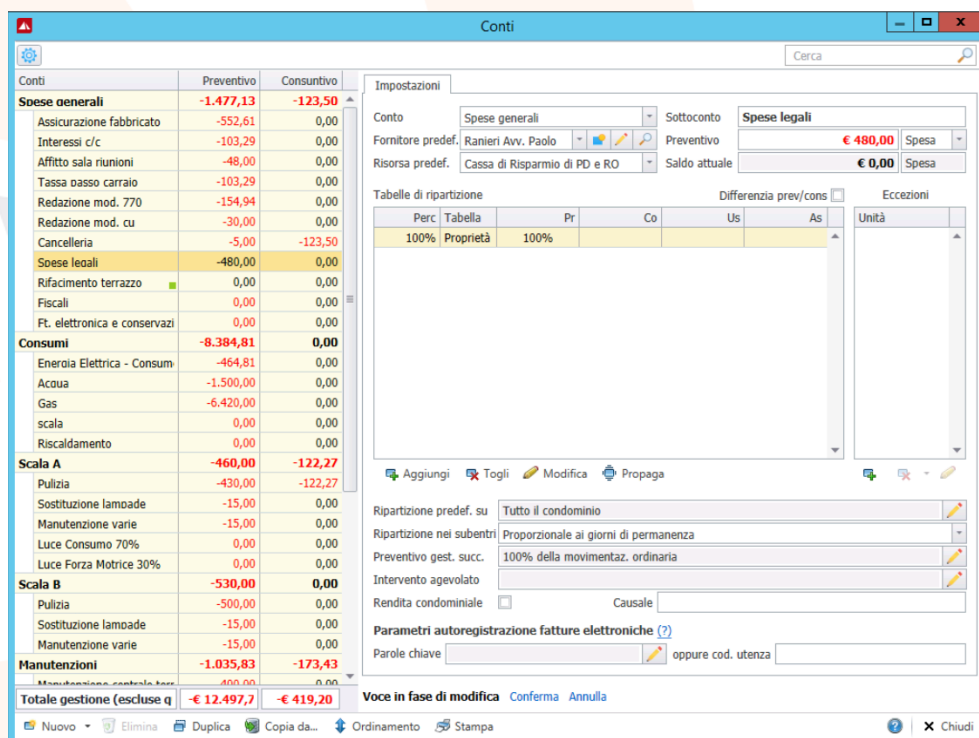 Conti
Cerca
Conti Preventivo Consuntivo
Spese generali -1.477,13 -123,50
Assicurazione fabbricato -552,61 0,00
Interessi c/c -103,29 0,00
Affitto sala riunioni -48,00 0,00
Tassa passo carraio -103,29 0,00
Redazione mod. 770 -154,94 0,00
Redazione mod. cu -30,00 0,00
Cancelleria -5,00 -123,50
Spese legali -480,00 0,00
Rifacimento terrazzo 0,00 0,00
Fiscali 0,00 0,00
Ft. elettronica e conservazi 0,00 0,00
Consumi -8.384,81 0,00
Energia Elettrica - Consum -464,81 0,00
Acqua -1.500,00 0,00
Gas -6.420,00 0,00
scala 0,00 0,00
Riscaldamento 0,00 0,00
Scala A -460,00 -122,27
Pulizia -430,00 -122,27
Sostituzione lampade -15,00 0,00
Manutenzione varie -15,00 0,00
Luce Consumo 70% 0,00 0,00
Luce Forza Motrice 30% 0,00 0,00
Scala B -530,00 0,00
Pulizia -500,00 0,00
Sostituzione lampade -15,00 0,00
Manutenzione varie -15,00 0,00
Manutenzioni -1.035,83 -173,43
Manutenzione centrale terr -400,00 0,00
Totale gestione (escluse q -€ 12.497,7 -€ 419,20
Impostazioni
Conto Spese generali Sottoconto Spese legali
Fornitore predef. Ranieri Avv. Paolo Preventivo € 480,00 Spesa
Risorsa predef. Cassa di Risparmio di PD e RO Saldo attuale € 0,00 Spesa
Tabelle di ripartizione Differenzia prev/cons Eccezioni
Perc Tabella Pr Co Us As Unità
100% Proprietà 100%
Aggiungi Togli Modifica Propaga
Ripartizione predef. su Tutto il condominio
Ripartizione nei subentri Proporzionale ai giorni di permanenza
Preventivo gest. succ. 100% della movimentaz. ordinaria
Intervento agevolato
Rendita condominiale Causale
Parametri autoregistrazione fatture elettroniche (?)
Parole chiave oppure cod. utenza
Voce in fase di modifica Conferma Annulla
Nuovo Elimina Duplica Copia da... Ordinamento Stampa ? Chiudi